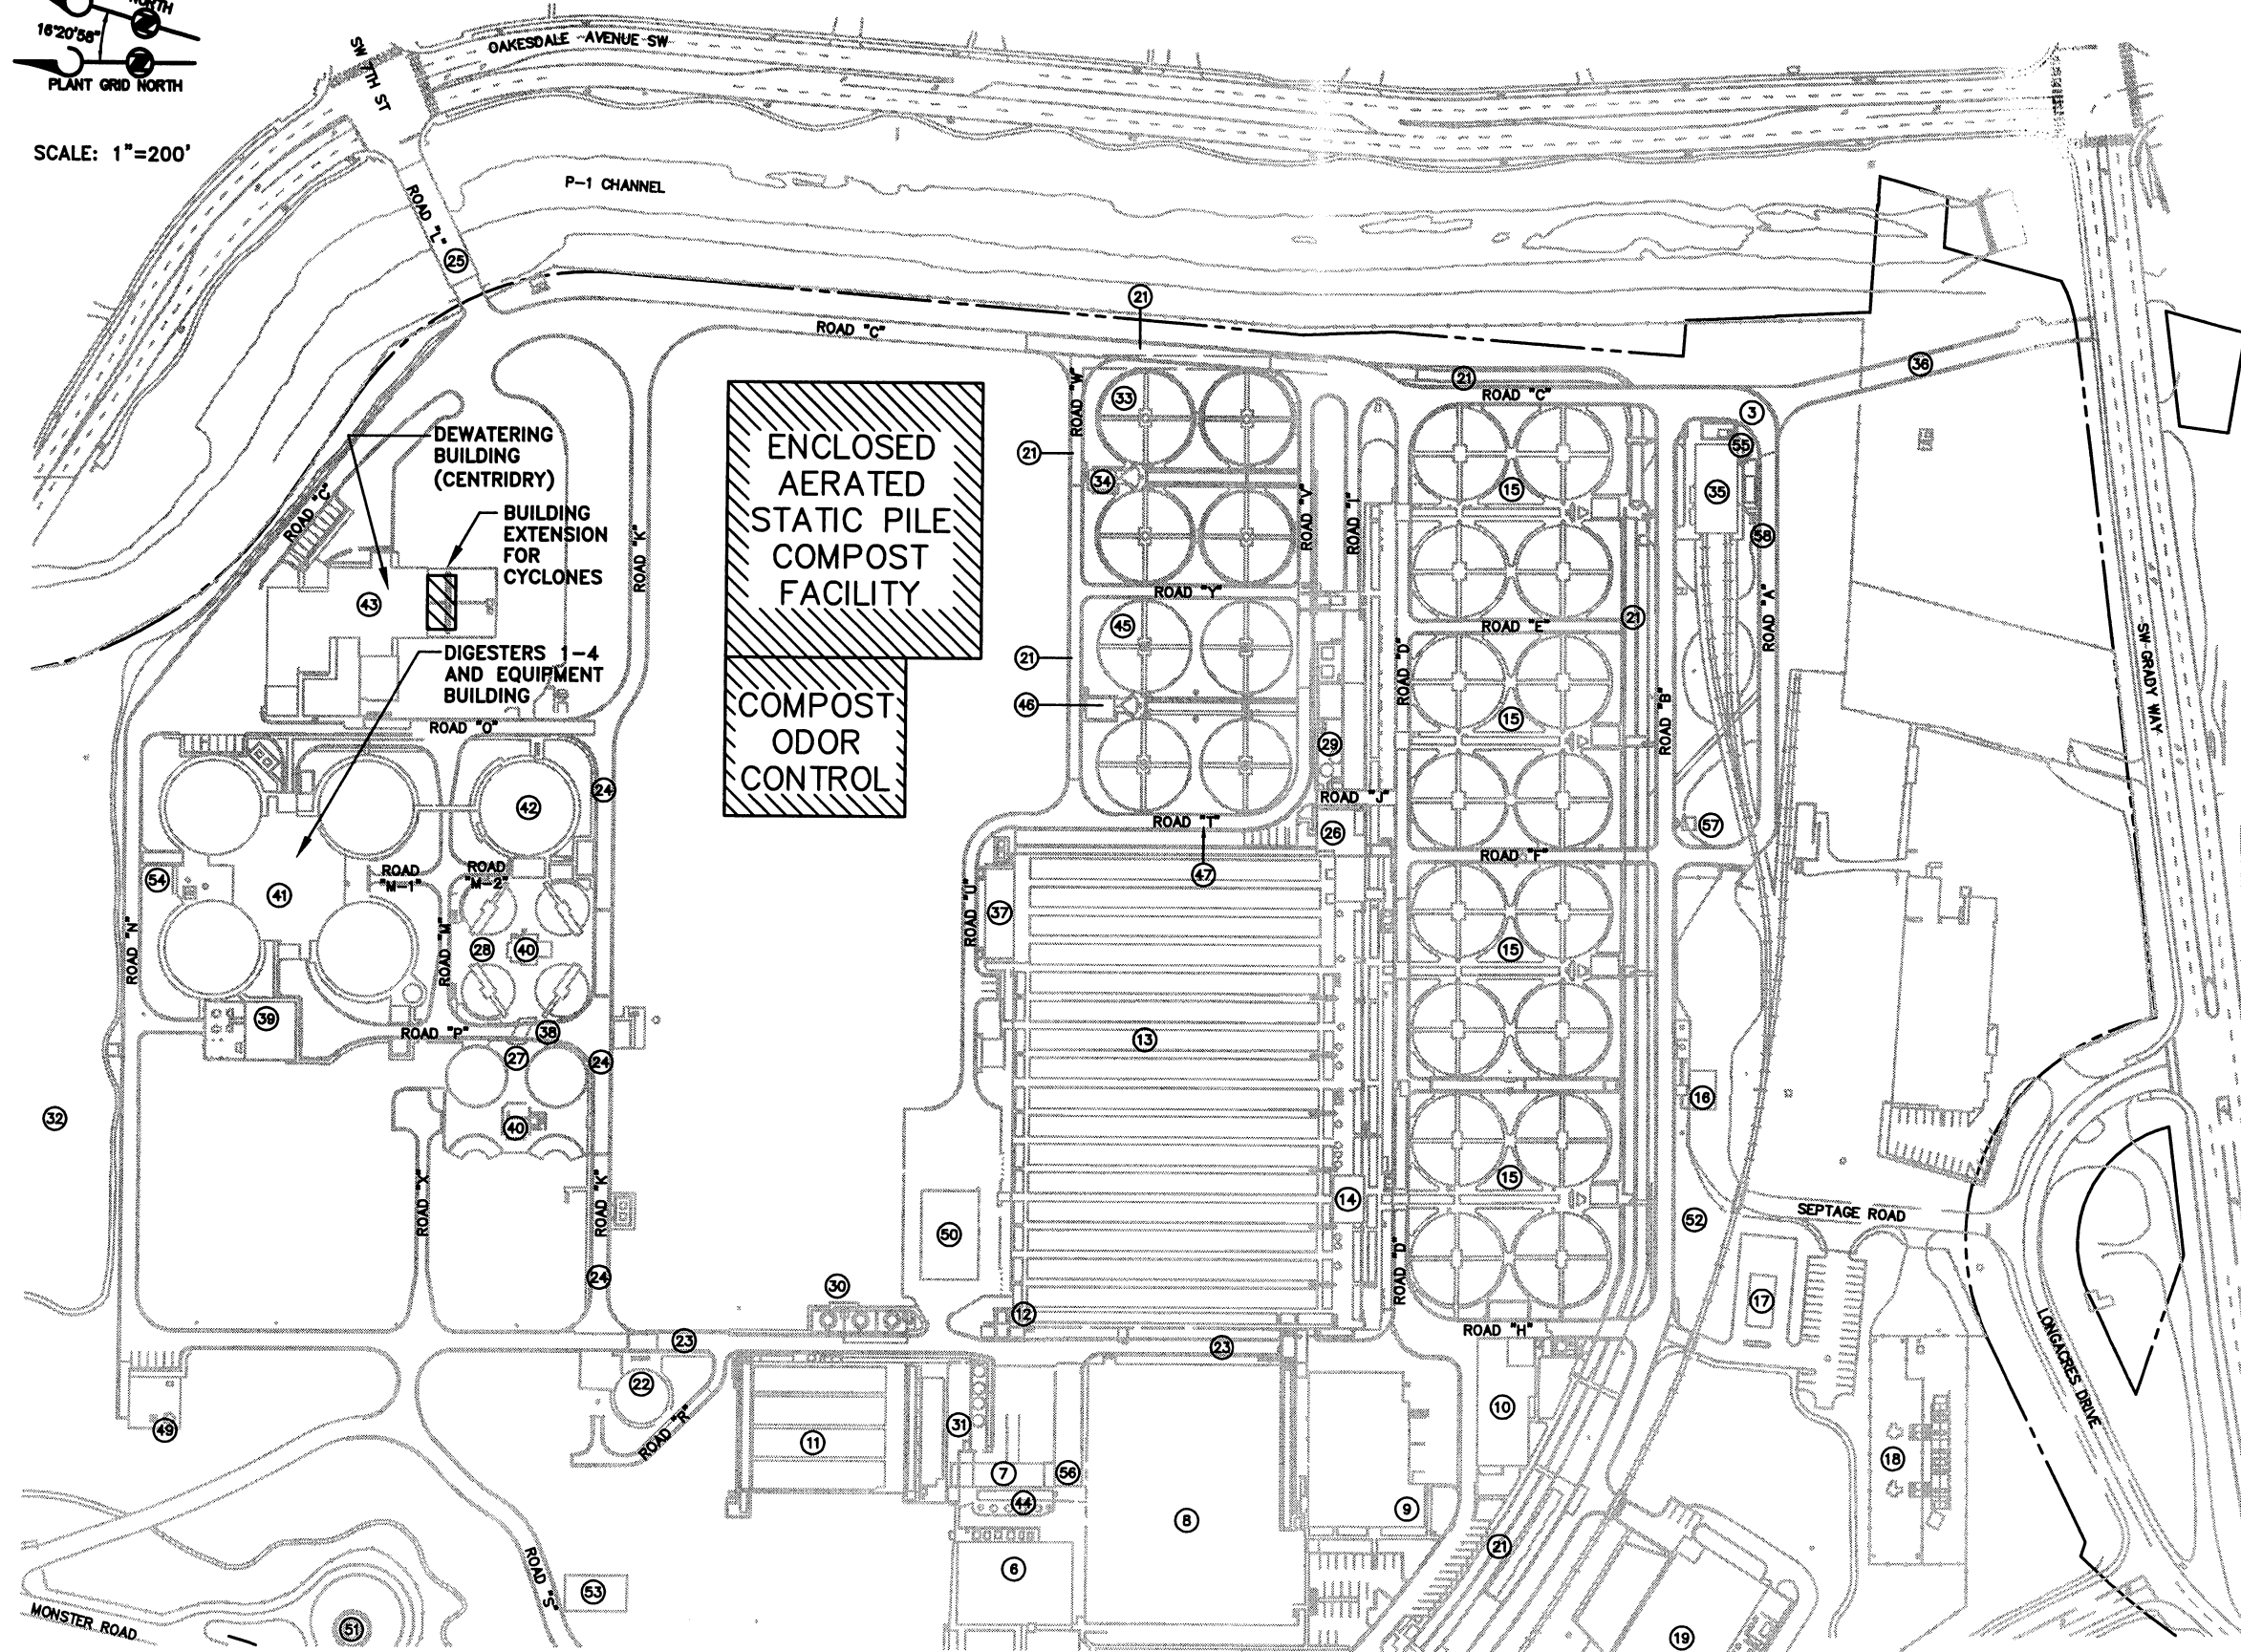 NORTH
16°20'58"
PLANT GRID NORTH
SCALE: 1"=200'
SW 7TH ST
OAKESDALE AVENUE SW
P-1 CHANNEL
ROAD "L"
25
21
ROAD "C"
36
ROAD "W"
33
21
ROAD "C"
3
55
DEWATERING
BUILDING
(CENTRIDRY)
ENCLOSED
AERATED
STATIC PILE
COMPOST
FACILITY
21
34
15
35
ROAD "C"
BUILDING
EXTENSION
FOR
CYCLONES
ROAD "K"
ROAD "V"
ROAD "I"
58
43
ROAD "Y"
ROAD "A"
45
ROAD "E"
21
DIGESTERS 1-4
AND EQUIPMENT
BUILDING
21
ROAD "D"
SW GRADY WAY
COMPOST
ODOR
CONTROL
46
15
ROAD "B"
ROAD "O"
29
42
24
ROAD "J"
ROAD "T"
26
57
ROAD "F"
54
41
ROAD
"M-1"
ROAD
"M-2"
47
ROAD "N"
ROAD "M"
28
40
ROAD "U"
37
15
39
ROAD "P"
38
27
24
13
32
40
16
ROAD "X"
ROAD "K"
14
15
52
SEPTAGE ROAD
50
24
ROAD "D"
30
12
17
23
23
ROAD "H"
LONGACRES DRIVE
22
10
49
ROAD "R"
11
31
7
56
18
44
9
8
21
ROAD "S"
53
6
MONSTER ROAD
51
19